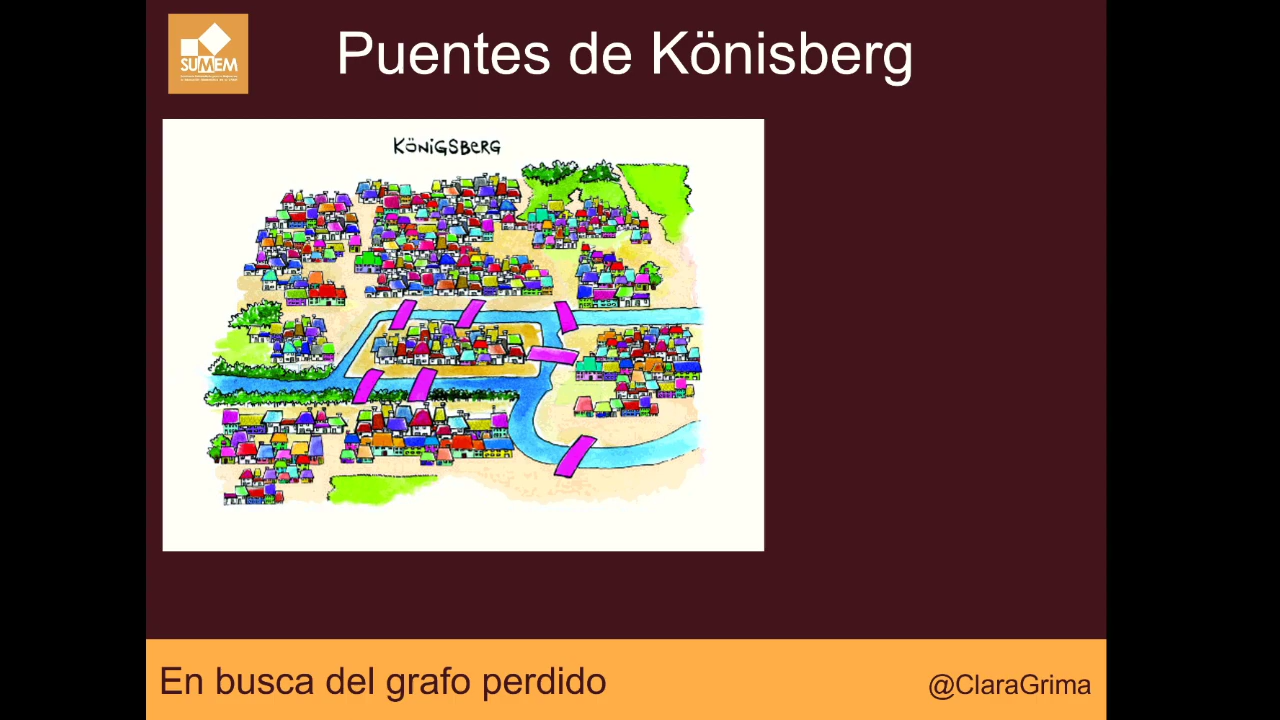 SUMEM
Puentes de Könisberg
KÖNiGSBeRG
En busca del grafo perdido
@ClaraGrima